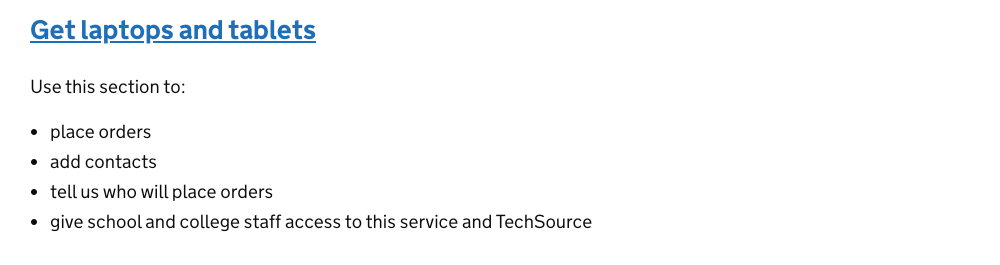 Get laptops and tablets
Use this section to:
• place orders
• add contacts
• tell us who will place orders
• give school and college staff access to this service and TechSource